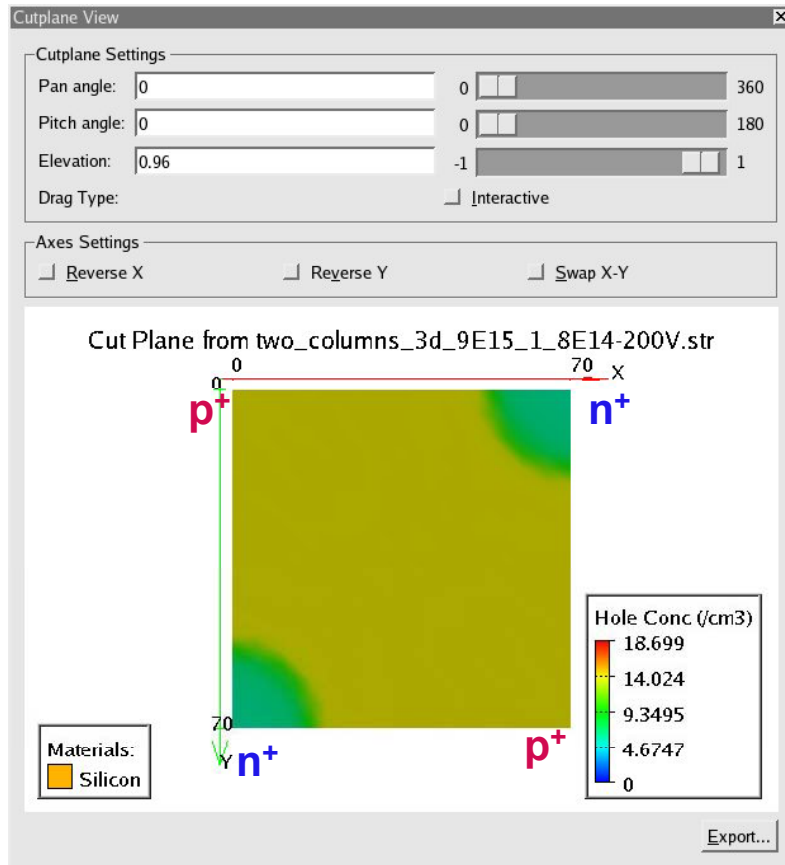 Cutplane View
Cutplane Settings
Pan angle: 0 0 360
Pitch angle: 0 0 180
Elevation: 0.96 -1 1
Drag Type: Interactive
Axes Settings
Reverse X Reverse Y Swap X-Y
Cut Plane from two_columns_3d_9E15_1_8E14-200V.str
0 70 X
0
p+ n+
Hole Conc (/cm3)
18.699
14.024
9.3495
4.6747
0
70
Y n+ p+
Materials:
Silicon
Export...